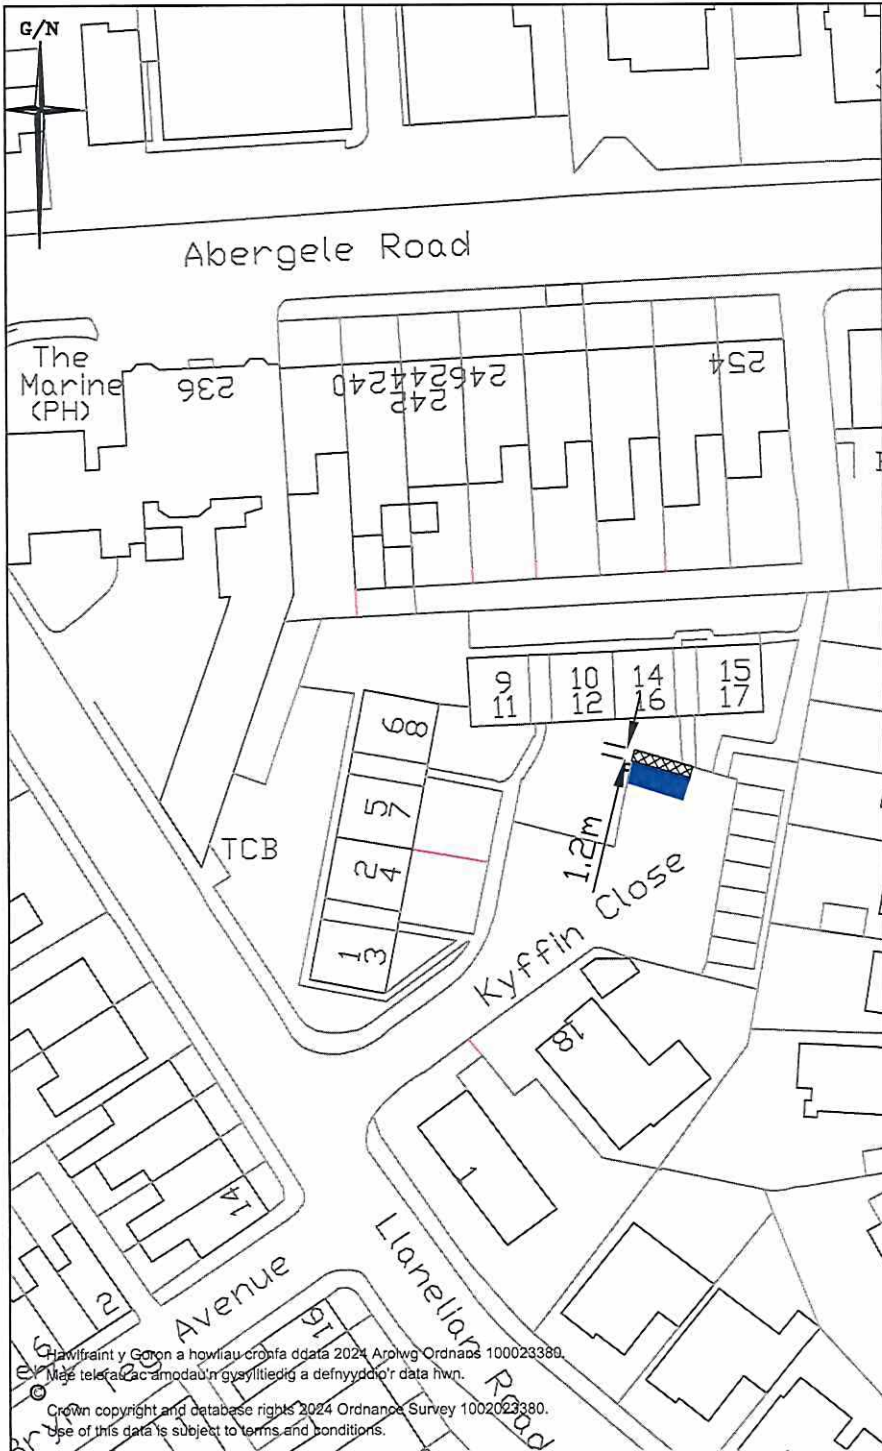 G/N
Abergele Road
The
Marine
(PH)
236
240
242
244
246
254
9
11
10
12
14
16
15
17
6
8
5
7
2
4
1
3
TCB
1.2m
Kyffin Close
18
1
14
2
16
Avenue
Llanelian Road
Hawlfraint y Goron a hawliau cronfa ddata 2024 Arolwg Ordnans 100023380.
Mae telerau ac amodau'n gysylltiedig a defnyddio'r data hwn.
©
Crown copyright and database rights 2024 Ordnance Survey 1002023380.
Use of this data is subject to terms and conditions.